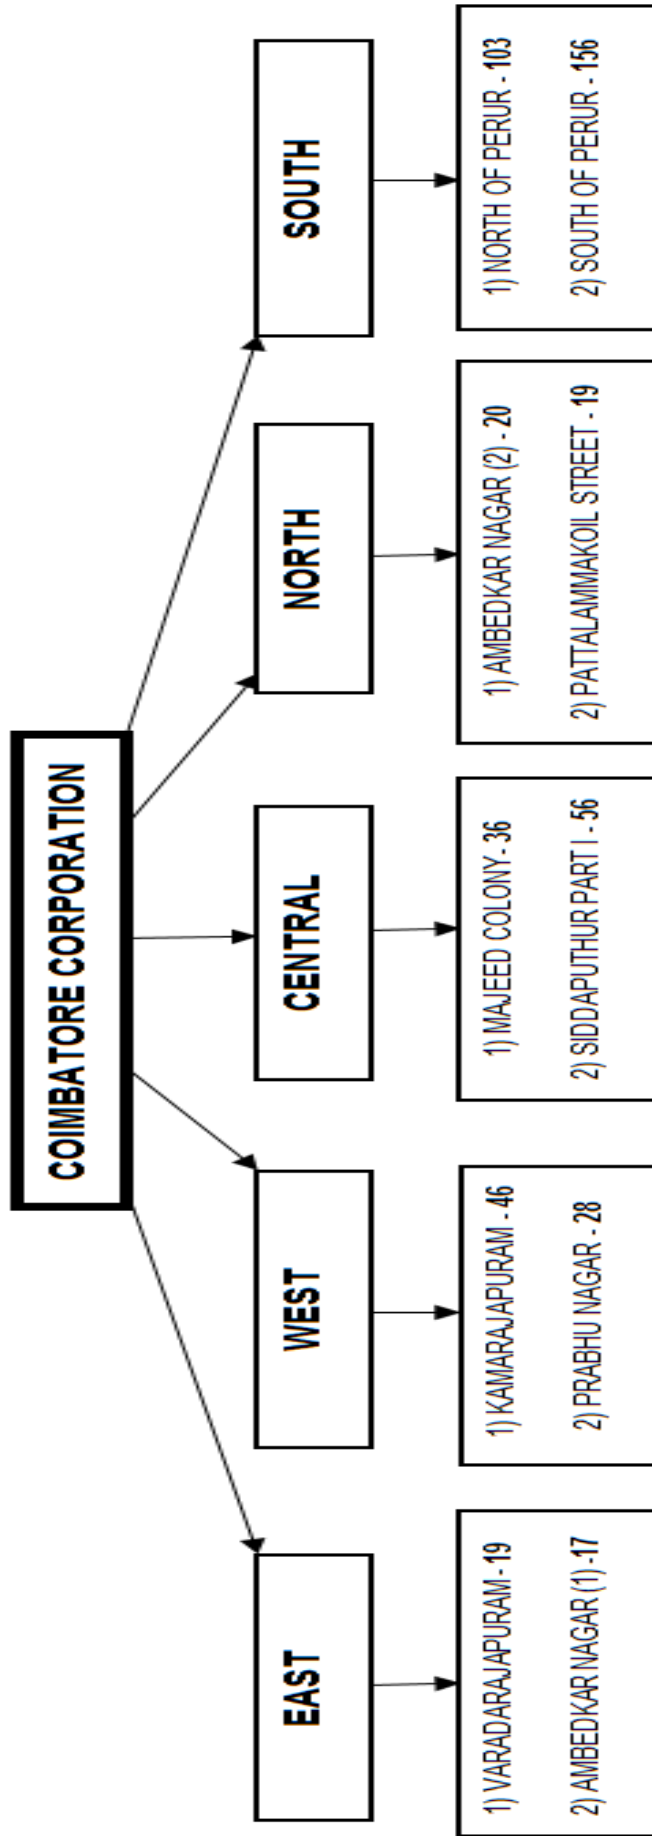 COIMBATORE CORPORATION
EAST
WEST
CENTRAL
NORTH
SOUTH
1) VARADARAJAPURAM - 19
2) AMBEDKAR NAGAR (1) -17
1) KAMARAJAPURAM - 46
2) PRABHU NAGAR - 28
1) MAJEED COLONY- 36
2) SIDDAPUTHUR PART I - 56
1) AMBEDKAR NAGAR (2) - 20
2) PATTALAMMAKOIL STREET - 19
1) NORTH OF PERUR - 103
2) SOUTH OF PERUR - 156